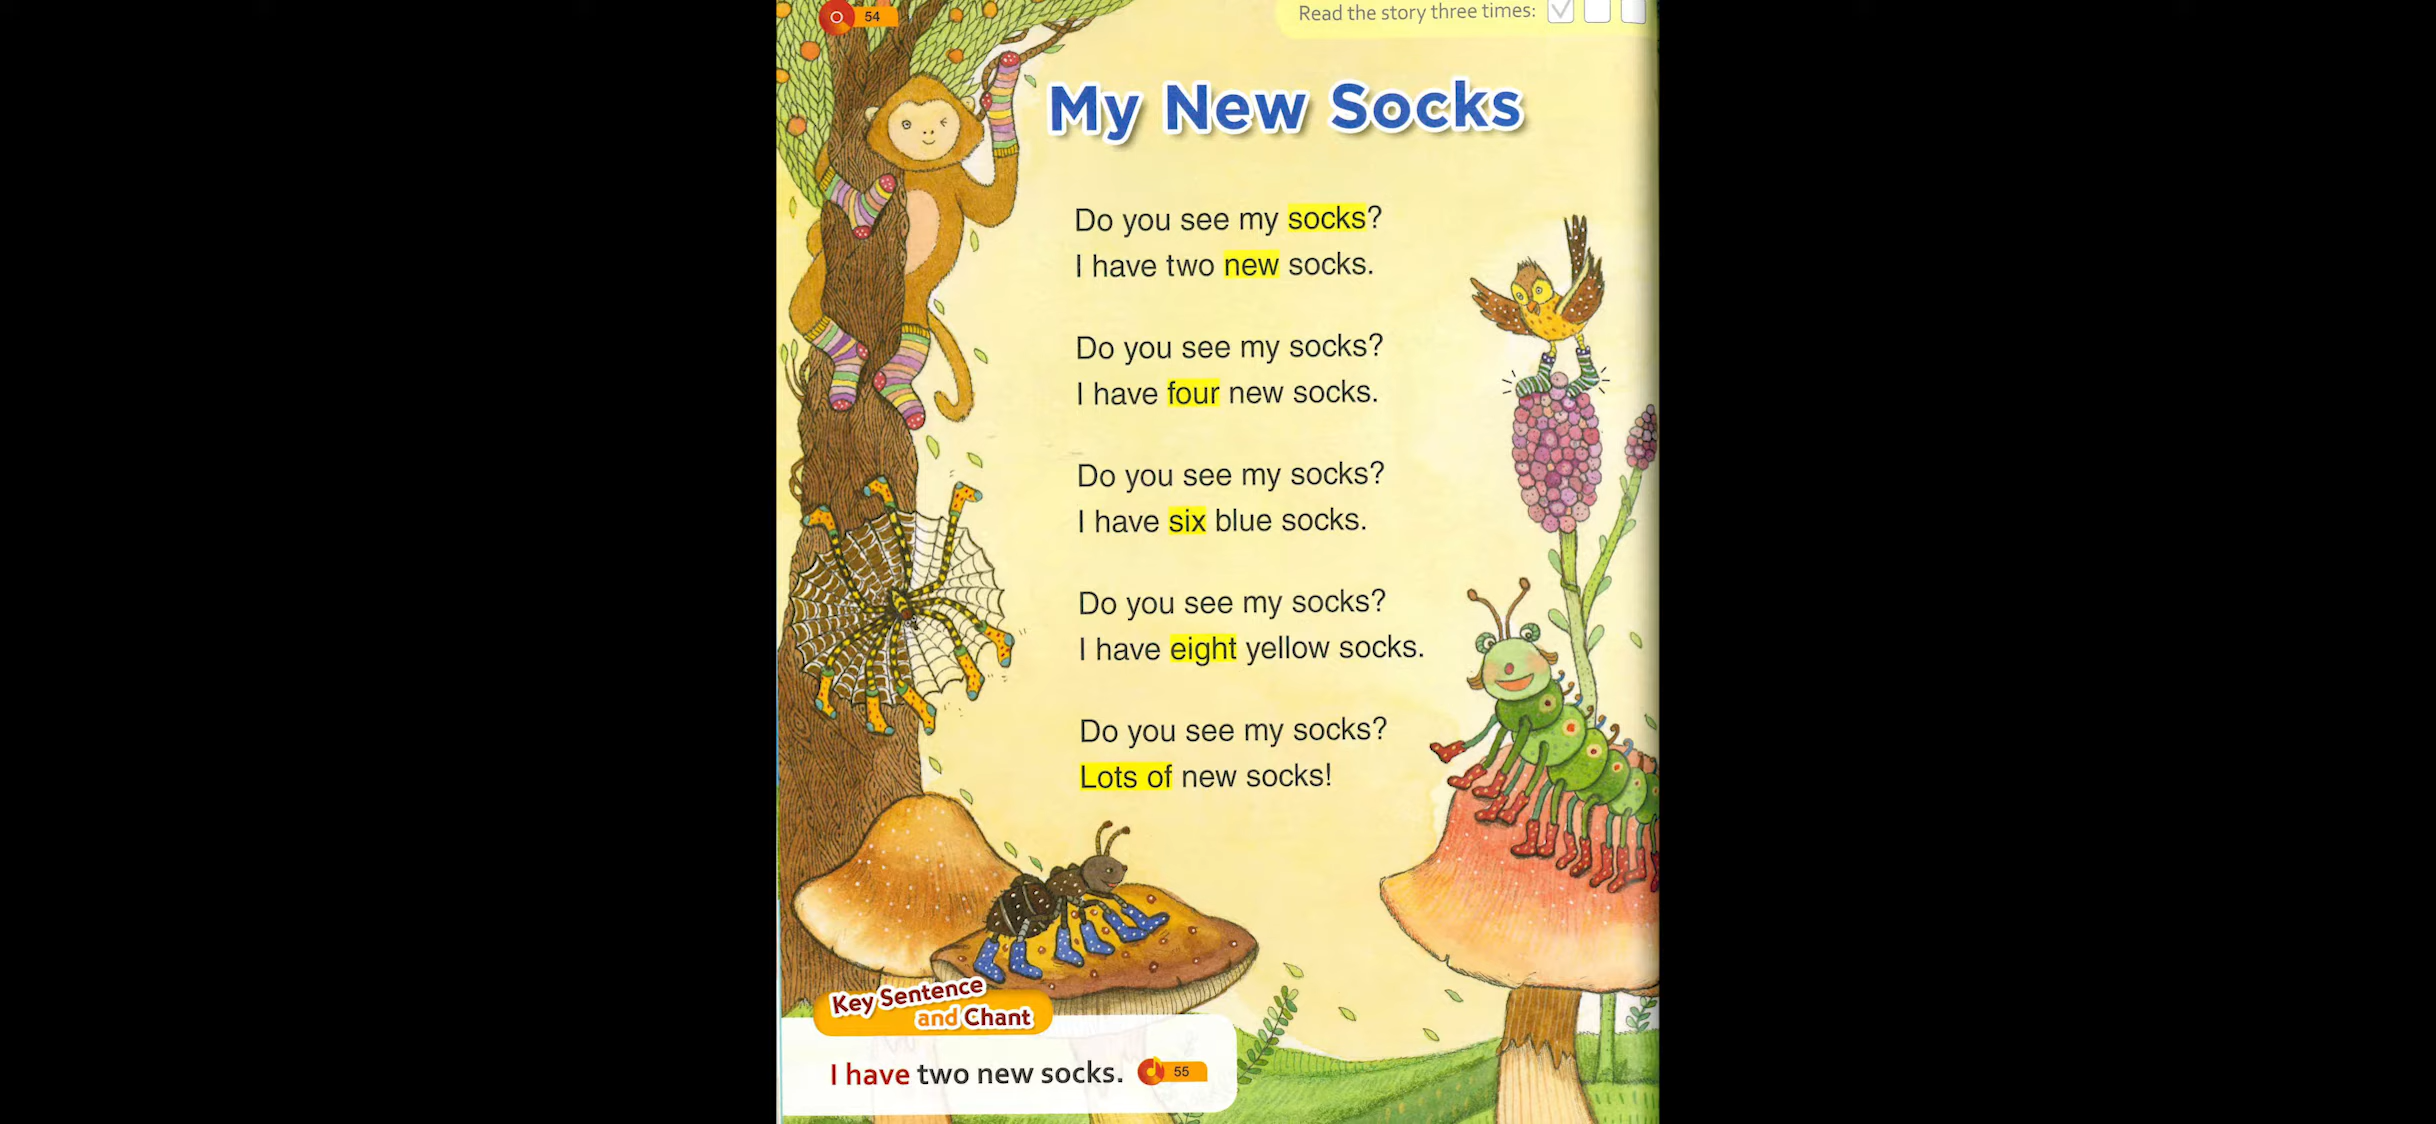 54
Read the story three times:
My New Socks
Do you see my socks?
I have two new socks.
Do you see my socks?
I have four new socks.
Do you see my socks?
I have six blue socks.
Do you see my socks?
I have eight yellow socks.
Do you see my socks?
Lots of new socks!
Key Sentence
and Chant
I have two new socks. 55